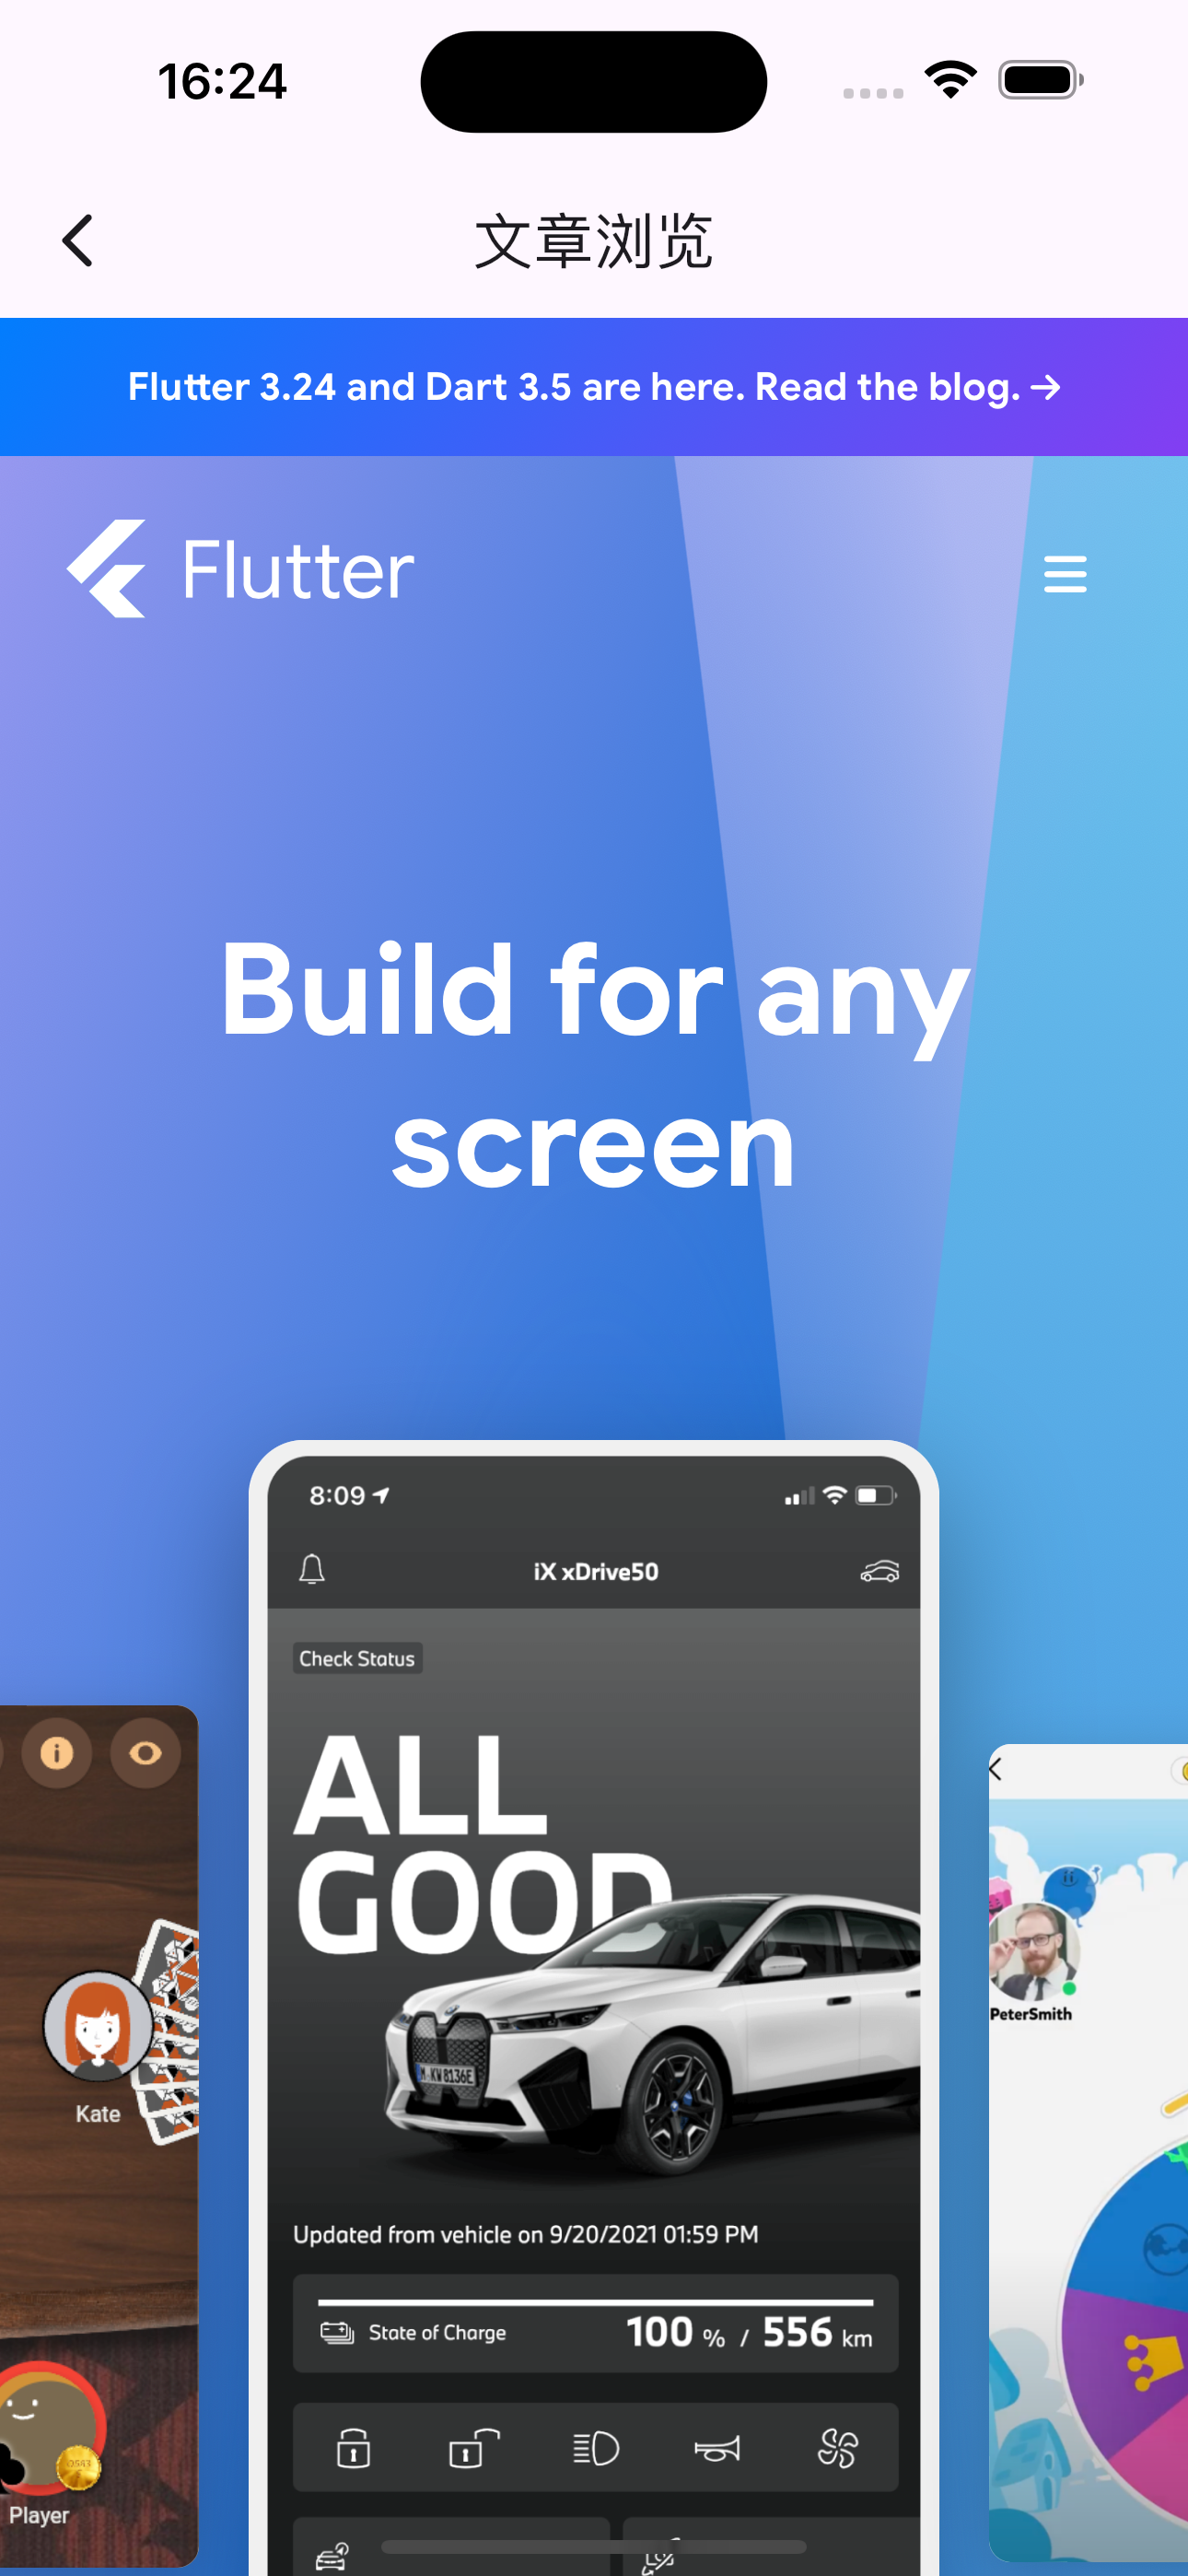 16:24
文章浏览
Flutter 3.24 and Dart 3.5 are here. Read the blog. →
Flutter
Build for any
screen
8:09
iX xDrive50
Check Status
ALL
GOOD
M·KW 8136E
PeterSmith
Kate
Updated from vehicle on 9/20/2021 01:59 PM
State of Charge 100 % / 556 km
Player